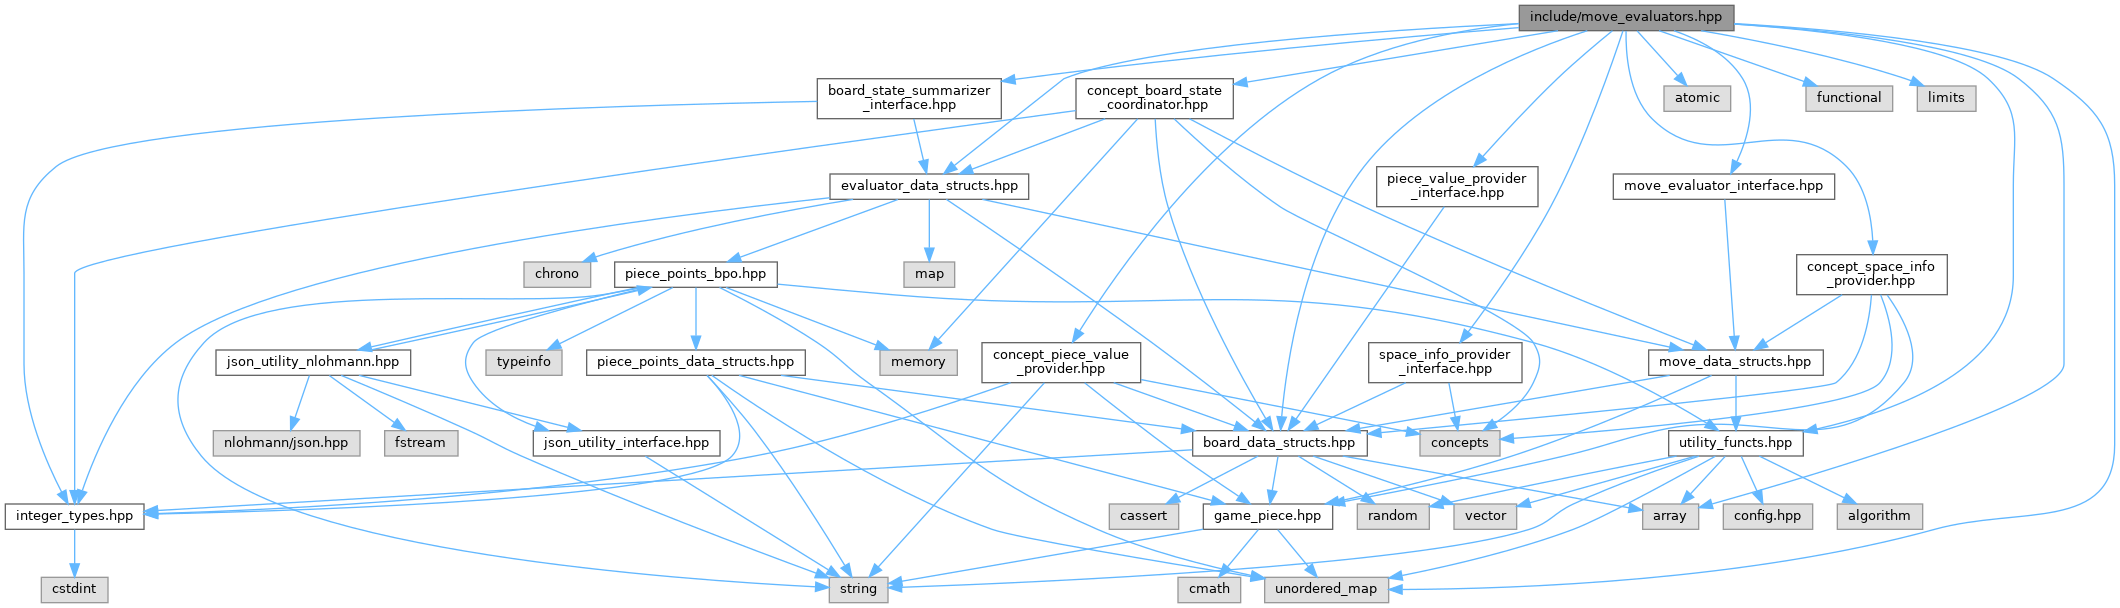 include/move_evaluators.hpp
board_state_summarizer
_interface.hpp
concept_board_state
_coordinator.hpp
atomic
functional
limits
evaluator_data_structs.hpp
piece_value_provider
_interface.hpp
move_evaluator_interface.hpp
chrono
piece_points_bpo.hpp
map
concept_space_info
_provider.hpp
json_utility_nlohmann.hpp
typeinfo
piece_points_data_structs.hpp
memory
concept_piece_value
_provider.hpp
space_info_provider
_interface.hpp
move_data_structs.hpp
nlohmann/json.hpp
fstream
json_utility_interface.hpp
board_data_structs.hpp
concepts
utility_functs.hpp
integer_types.hpp
cassert
game_piece.hpp
random
vector
array
config.hpp
algorithm
cstdint
string
cmath
unordered_map